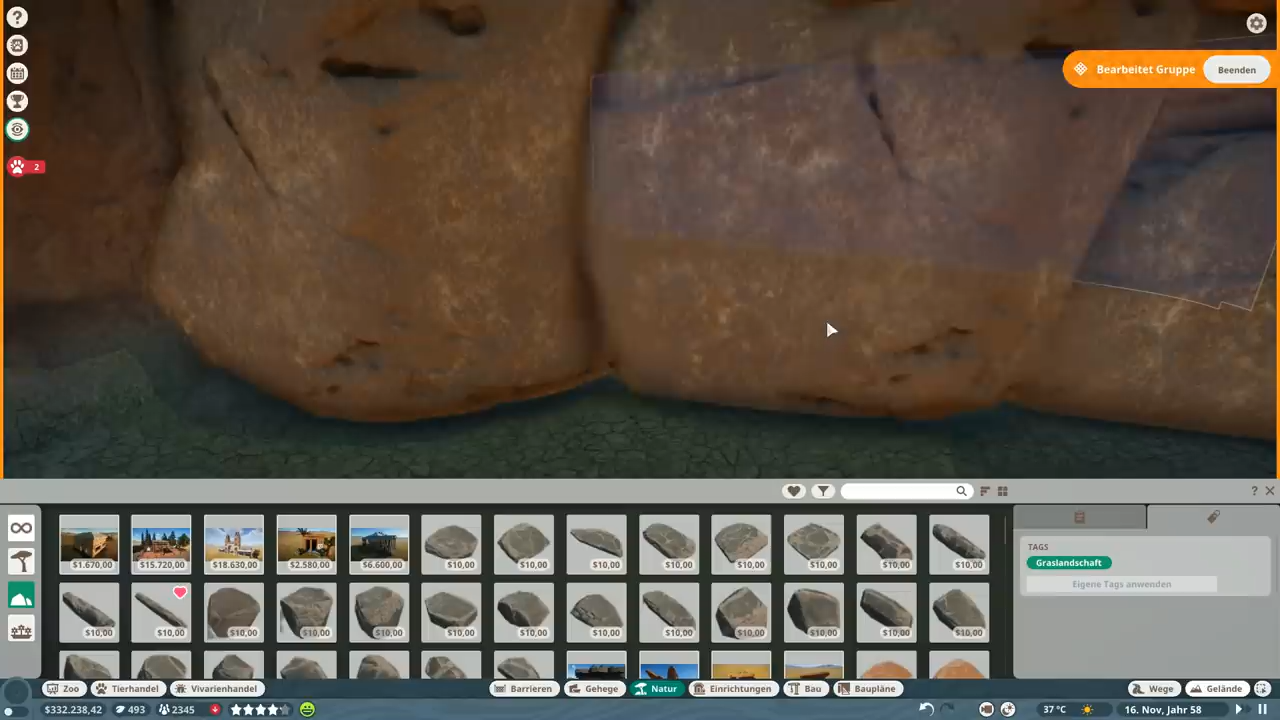 ?
Bearbeitet Gruppe
Beenden
2
? ×
$1.670,00 $15.720,00 $18.630,00 $2.580,00 $6.600,00 $10,00 $10,00 $10,00 $10,00 $10,00 $10,00 $10,00 $10,00
$10,00 $10,00 $10,00 $10,00 $10,00 $10,00 $10,00 $10,00 $10,00 $10,00 $10,00 $10,00 $10,00
TAGS
Graslandschaft
Eigene Tags anwenden
Zoo Tierhandel Vivarienhandel Barrieren Gehege Natur Einrichtungen Bau Baupläne Wege Gelände
$332.238,42 493 2345 37 °C 16. Nov, Jahr 58